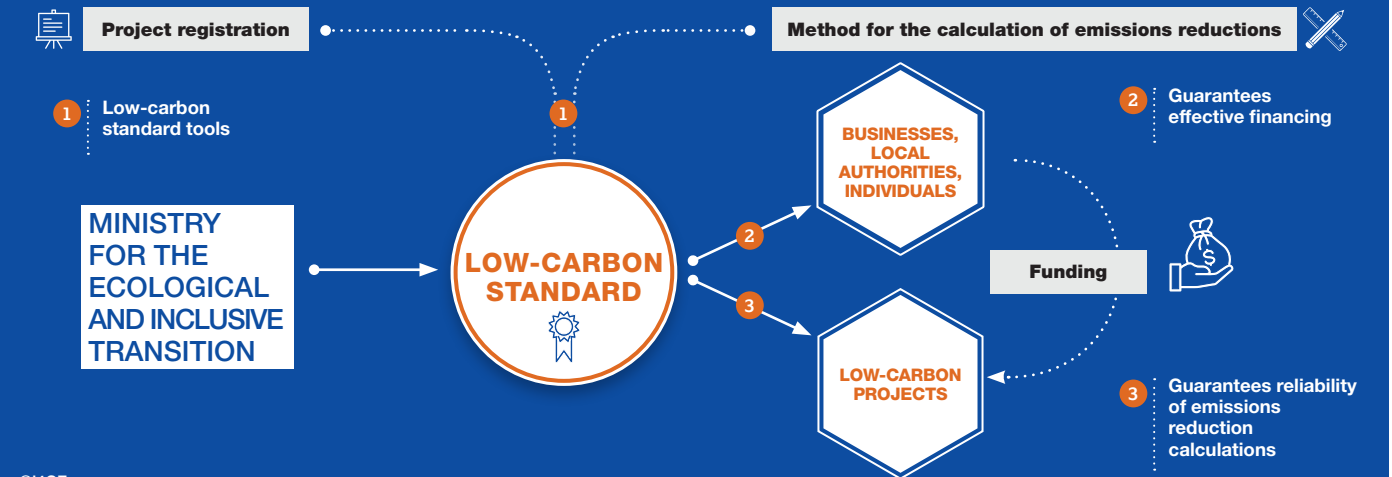 Project registration
Method for the calculation of emissions reductions
1
Low-carbon
standard tools
1
BUSINESSES,
LOCAL
AUTHORITIES,
INDIVIDUALS
2
Guarantees
effective financing
MINISTRY
FOR THE
ECOLOGICAL
AND INCLUSIVE
TRANSITION
LOW-CARBON
STANDARD
2
3
Funding
$
LOW-CARBON
PROJECTS
3
Guarantees reliability
of emissions
reduction
calculations